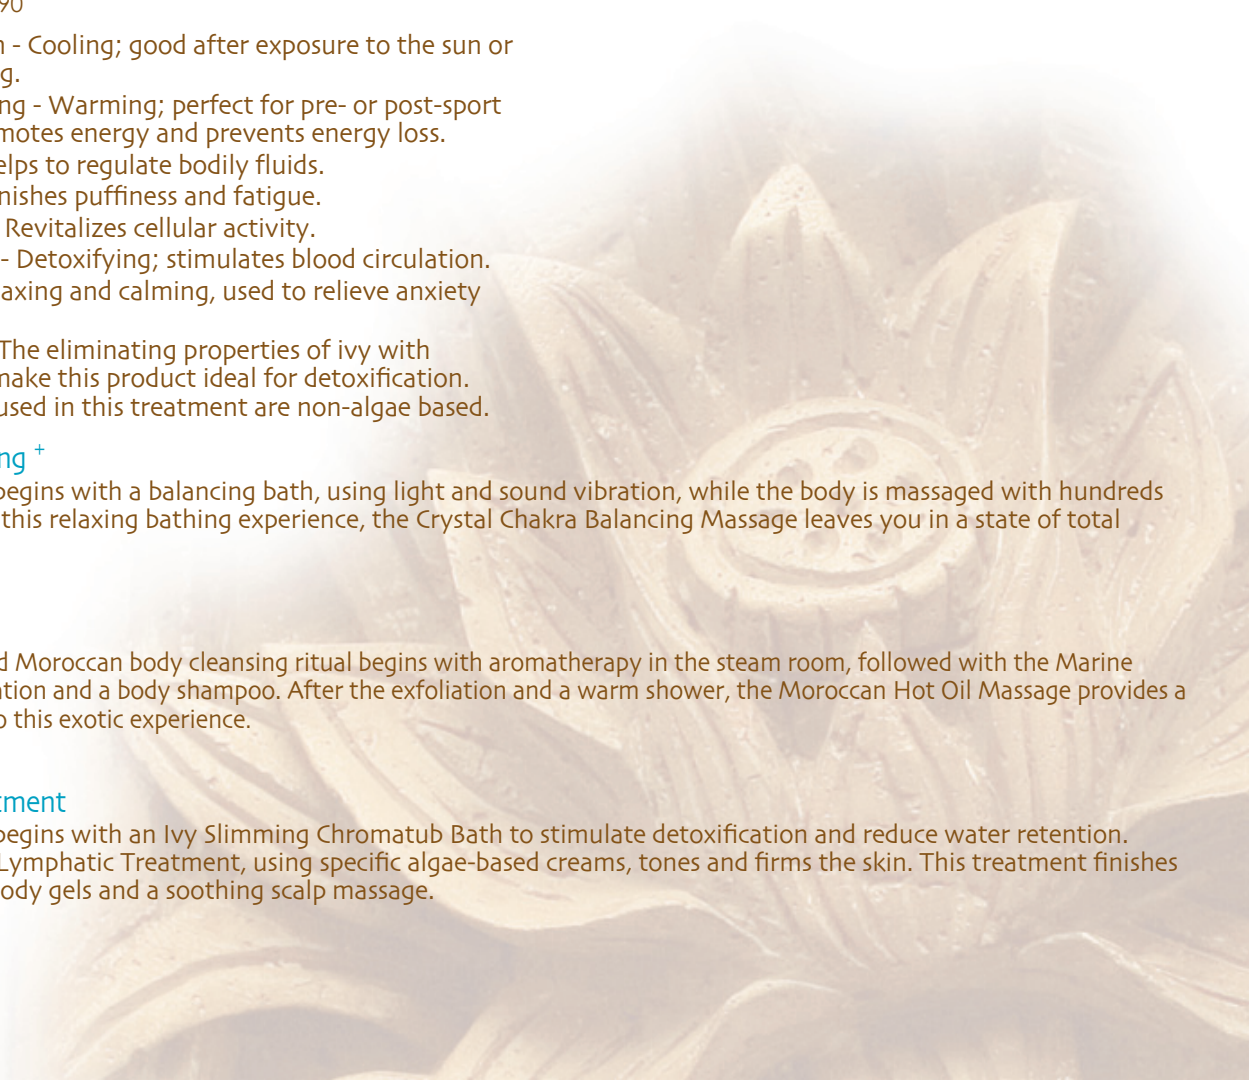 90
- Cooling; good after exposure to the sun or
g.
ng - Warming; perfect for pre- or post-sport
motes energy and prevents energy loss.
elps to regulate bodily fluids.
nishes puffiness and fatigue.
Revitalizes cellular activity.
- Detoxifying; stimulates blood circulation.
axing and calming, used to relieve anxiety
The eliminating properties of ivy with
make this product ideal for detoxification.
used in this treatment are non-algae based.
ng +
begins with a balancing bath, using light and sound vibration, while the body is massaged with hundreds
this relaxing bathing experience, the Crystal Chakra Balancing Massage leaves you in a state of total
d Moroccan body cleansing ritual begins with aromatherapy in the steam room, followed with the Marine
ation and a body shampoo. After the exfoliation and a warm shower, the Moroccan Hot Oil Massage provides a
o this exotic experience.
tment
begins with an Ivy Slimming Chromatub Bath to stimulate detoxification and reduce water retention.
Lymphatic Treatment, using specific algae-based creams, tones and firms the skin. This treatment finishes
ody gels and a soothing scalp massage.